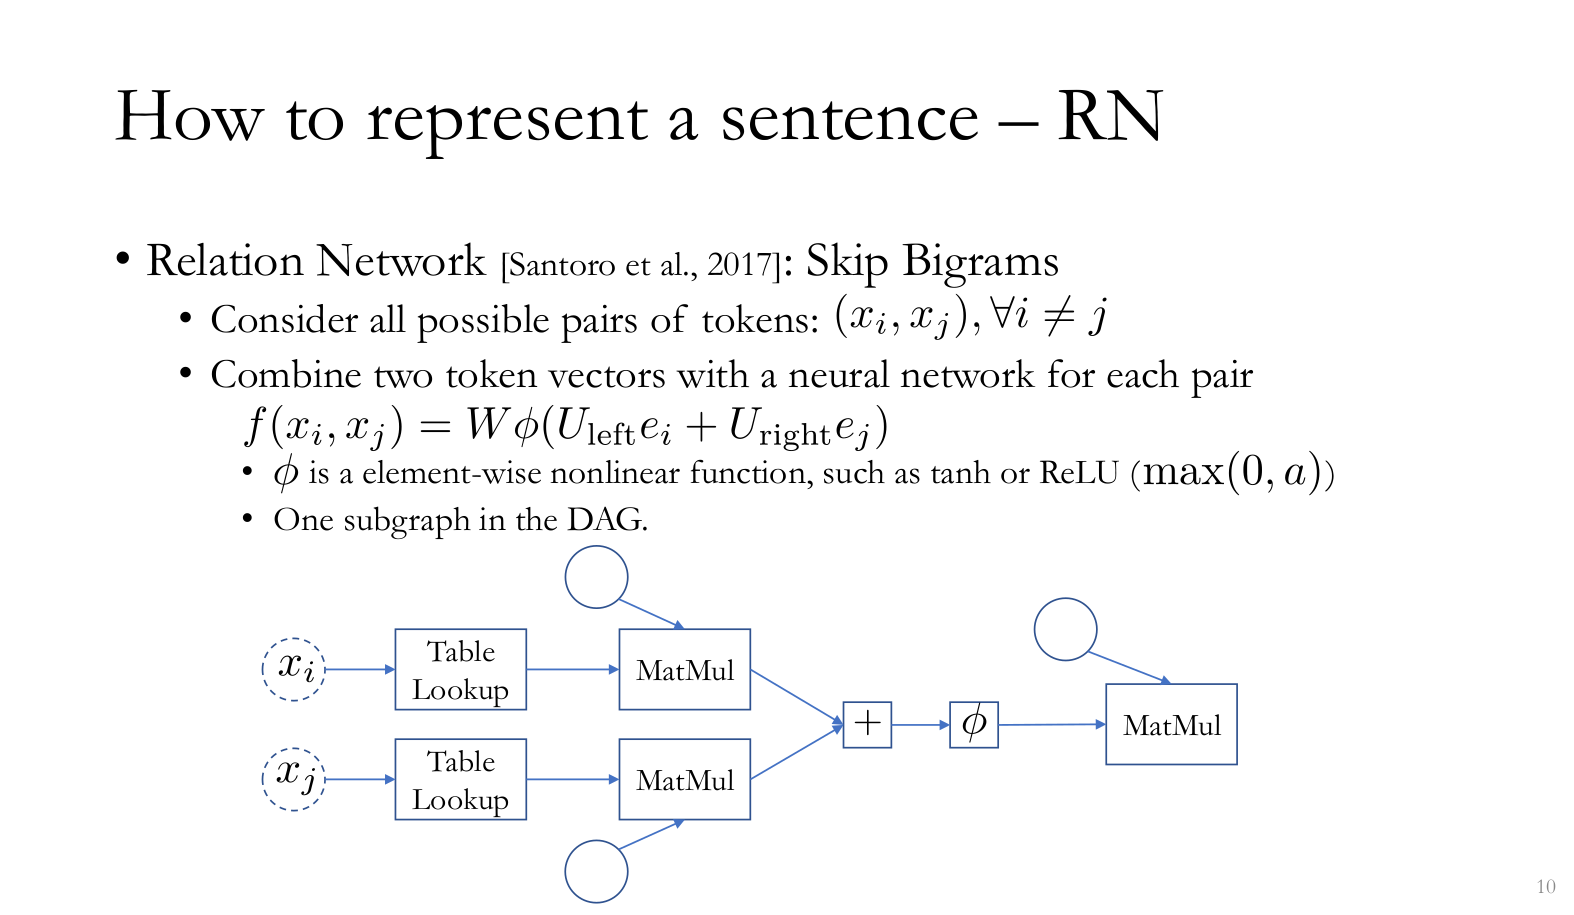 How to represent a sentence – RN
• Relation Network [Santoro et al., 2017]: Skip Bigrams
• Consider all possible pairs of tokens: (x_i, x_j), ∀i ≠ j
• Combine two token vectors with a neural network for each pair
f(x_i, x_j) = Wϕ(U_left e_i + U_right e_j)
• ϕ is a element-wise nonlinear function, such as tanh or ReLU (max(0, a))
• One subgraph in the DAG.
x_i
Table
Lookup
MatMul
x_j
Table
Lookup
MatMul
+
ϕ
MatMul
10